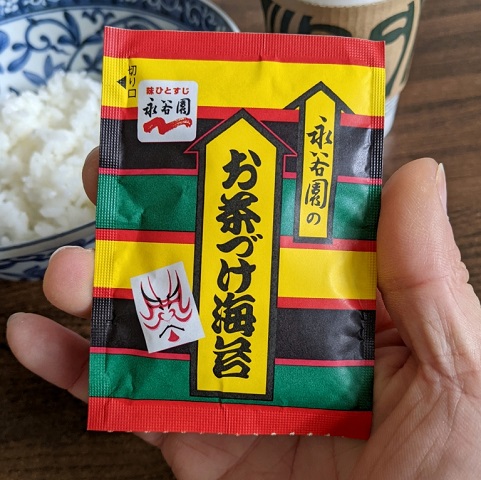 切り口
味ひとすじ
永谷園
永谷園の
お茶づけ海苔